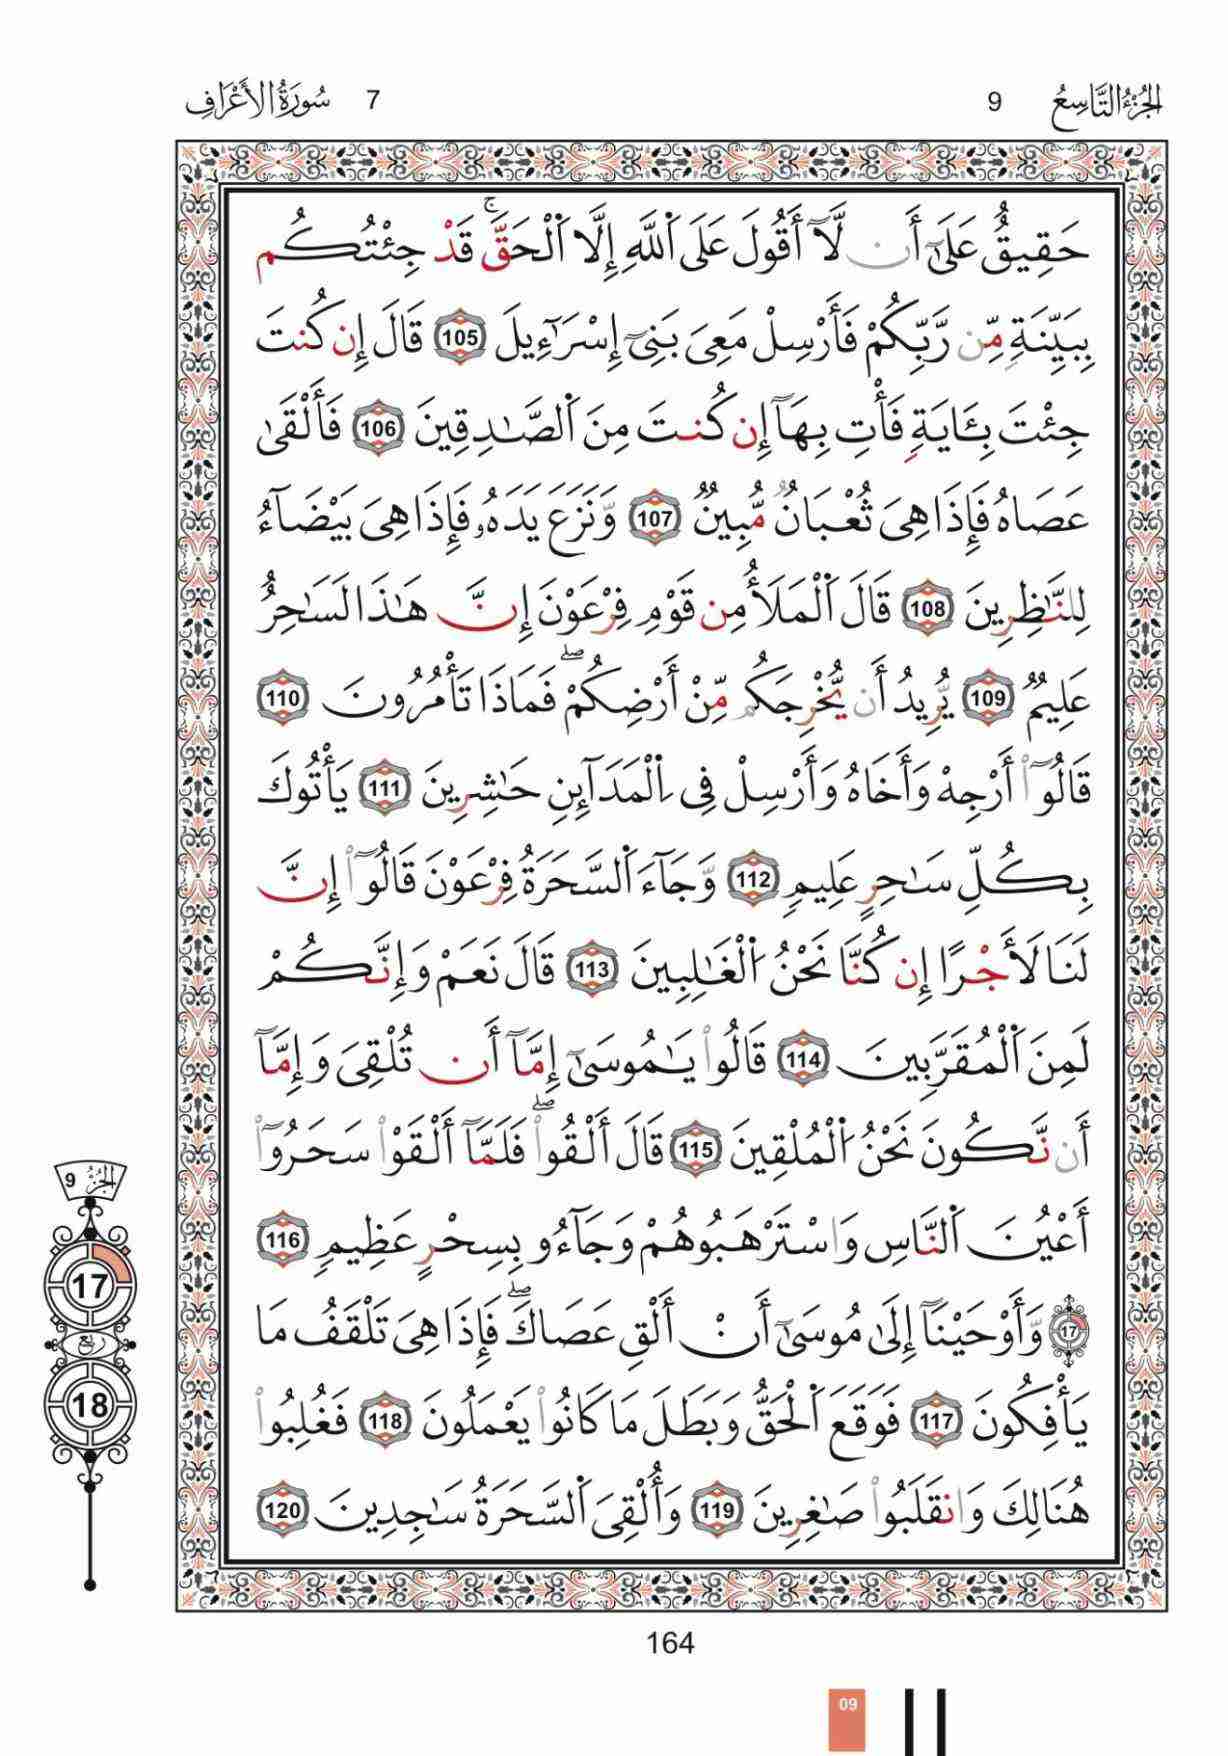 الجُزْءُ التَّاسِعُ 9
7 سُورَةُ الأَعْرَافِ
حَقِيقٌ عَلَىٰٓ أَن لَّآ أَقُولَ عَلَى ٱللَّهِ إِلَّا ٱلْحَقَّ ۚ قَدْ جِئْتُكُم
بِبَيِّنَةٍ مِّن رَّبِّكُمْ فَأَرْسِلْ مَعِىَ بَنِىٓ إِسْرَٰٓءِيلَ 105 قَالَ إِن كُنتَ
جِئْتَ بِـَٔايَةٍ فَأْتِ بِهَآ إِن كُنتَ مِنَ ٱلصَّـٰدِقِينَ 106 فَأَلْقَىٰ
عَصَاهُ فَإِذَا هِىَ ثُعْبَانٌ مُّبِينٌ 107 وَّنَزَعَ يَدَهُۥ فَإِذَا هِىَ بَيْضَآءُ
لِلنَّـٰظِرِينَ 108 قَالَ ٱلْمَلَأُ مِن قَوْمِ فِرْعَوْنَ إِنَّ هَـٰذَا لَسَـٰحِرٌ
عَلِيمٌ 109 يُّرِيدُ أَن يُّخْرِجَكُم مِّنْ أَرْضِكُمْ ۖ فَمَاذَا تَأْمُرُونَ 110
قَالُوٓا۟ أَرْجِهْ وَأَخَاهُ وَأَرْسِلْ فِى ٱلْمَدَآئِنِ حَـٰشِرِينَ 111 يَأْتُوكَ
بِكُلِّ سَـٰحِرٍ عَلِيمٍ 112 وَّجَآءَ ٱلسَّحَرَةُ فِرْعَوْنَ قَالُوٓا۟ إِنَّ
لَنَا لَأَجْرًا إِن كُنَّا نَحْنُ ٱلْغَـٰلِبِينَ 113 قَالَ نَعَمْ وَإِنَّكُمْ
لَمِنَ ٱلْمُقَرَّبِينَ 114 قَالُوا۟ يَـٰمُوسَىٰٓ إِمَّآ أَن تُلْقِىَ وَإِمَّآ
أَن نَّكُونَ نَحْنُ ٱلْمُلْقِينَ 115 قَالَ أَلْقُوا۟ ۖ فَلَمَّآ أَلْقَوْا۟ سَحَرُوٓا۟
أَعْيُنَ ٱلنَّاسِ وَاسْتَرْهَبُوهُمْ وَجَآءُو بِسِحْرٍ عَظِيمٍ 116
17 وَّأَوْحَيْنَآ إِلَىٰ مُوسَىٰٓ أَنْ أَلْقِ عَصَاكَ ۖ فَإِذَا هِىَ تَلْقَفُ مَا
يَأْفِكُونَ 117 فَوَقَعَ ٱلْحَقُّ وَبَطَلَ مَا كَانُوا۟ يَعْمَلُونَ 118 فَغُلِبُوا۟
هُنَالِكَ وَانقَلَبُوا۟ صَـٰغِرِينَ 119 وَأُلْقِىَ ٱلسَّحَرَةُ سَـٰجِدِينَ 120
الجُزْءُ 9
17
ربع
18
164
09